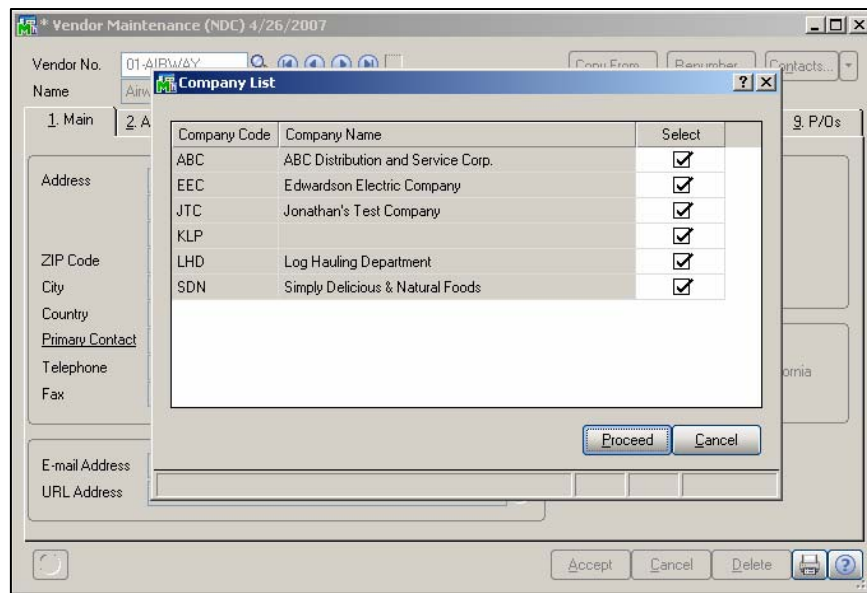 * Vendor Maintenance (NDC) 4/26/2007
Vendor No. 01-AIRWAY Copy From... Renumber... Contacts...
Name Airw
Company List
1. Main 2. A 9. P/Os
Company Code Company Name Select
ABC ABC Distribution and Service Corp.
Address EEC Edwardson Electric Company
JTC Jonathan's Test Company
KLP
ZIP Code LHD Log Hauling Department
City SDN Simply Delicious & Natural Foods
Country
Primary Contact
Telephone ornia
Fax
Proceed Cancel
E-mail Address
URL Address
Accept Cancel Delete